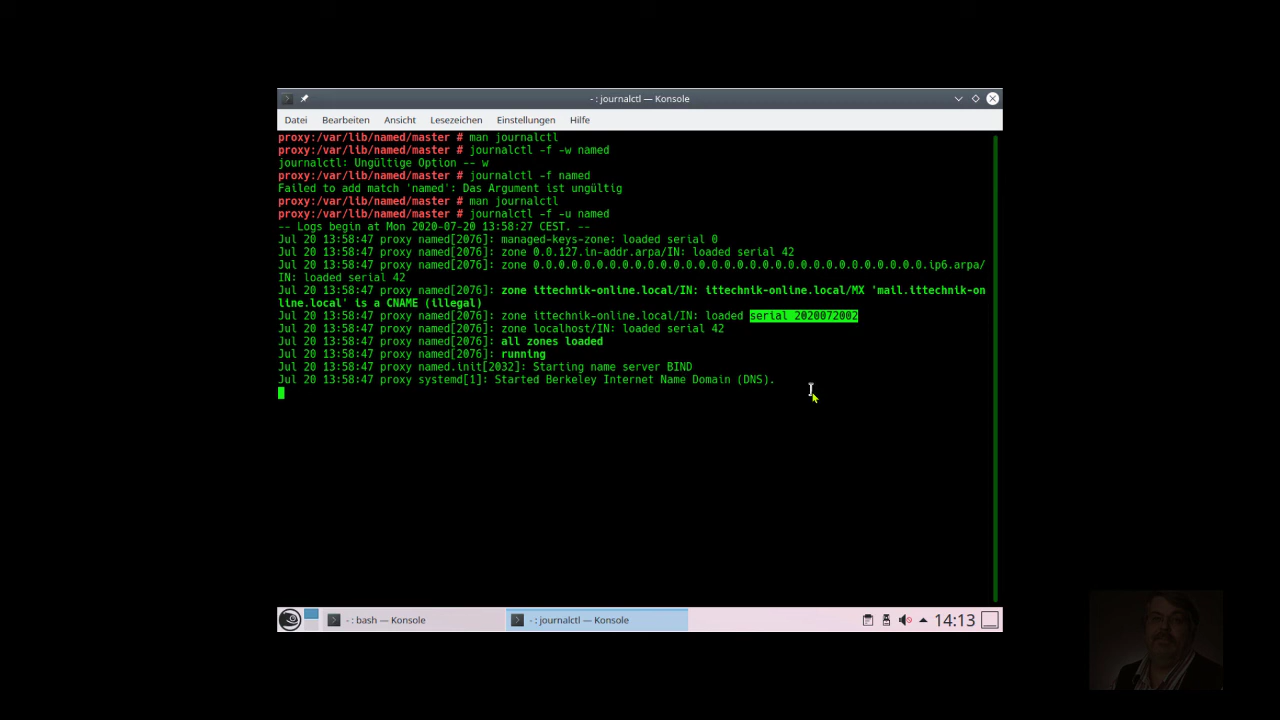 - : journalctl — Konsole
Datei Bearbeiten Ansicht Lesezeichen Einstellungen Hilfe
proxy:/var/lib/named/master # man journalctl
proxy:/var/lib/named/master # journalctl -f -w named
journalctl: Ungültige Option -- w
proxy:/var/lib/named/master # journalctl -f named
Failed to add match 'named': Das Argument ist ungültig
proxy:/var/lib/named/master # man journalctl
proxy:/var/lib/named/master # journalctl -f -u named
-- Logs begin at Mon 2020-07-20 13:58:27 CEST. --
Jul 20 13:58:47 proxy named[2076]: managed-keys-zone: loaded serial 0
Jul 20 13:58:47 proxy named[2076]: zone 0.0.127.in-addr.arpa/IN: loaded serial 42
Jul 20 13:58:47 proxy named[2076]: zone 0.0.0.0.0.0.0.0.0.0.0.0.0.0.0.0.0.0.0.0.0.0.0.0.0.0.0.0.0.0.0.ip6.arpa/
IN: loaded serial 42
Jul 20 13:58:47 proxy named[2076]: zone ittechnik-online.local/IN: ittechnik-online.local/MX 'mail.ittechnik-on
line.local' is a CNAME (illegal)
Jul 20 13:58:47 proxy named[2076]: zone ittechnik-online.local/IN: loaded serial 2020072002
Jul 20 13:58:47 proxy named[2076]: zone localhost/IN: loaded serial 42
Jul 20 13:58:47 proxy named[2076]: all zones loaded
Jul 20 13:58:47 proxy named[2076]: running
Jul 20 13:58:47 proxy named.init[2032]: Starting name server BIND
Jul 20 13:58:47 proxy systemd[1]: Started Berkeley Internet Name Domain (DNS).
- : bash — Konsole - : journalctl — Konsole 14:13